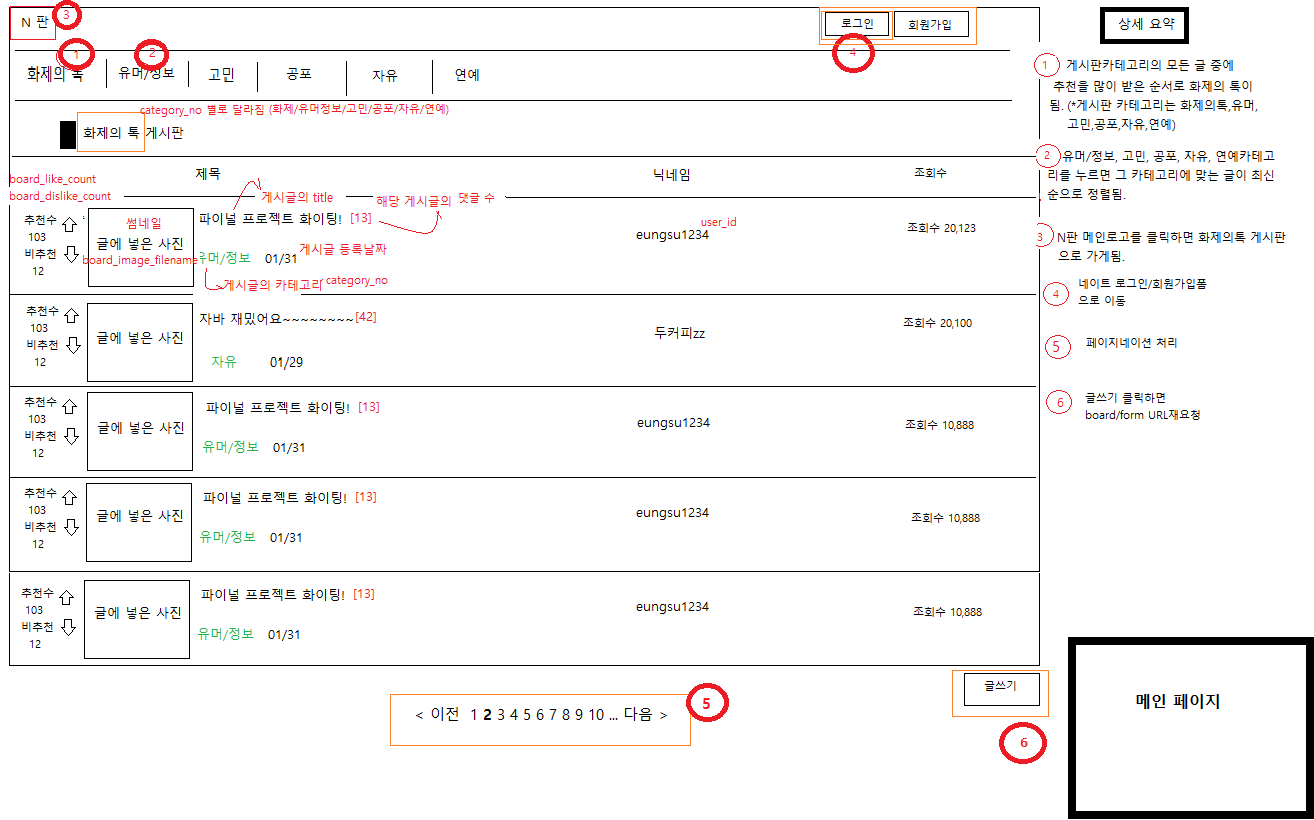 N 판
3
로그인
회원가입
4
1
2
화제의 톡
유머/정보
고민
공포
자유
연예
category_no 별로 달라짐 (화제/유머정보/고민/공포/자유/연예)
화제의 톡 게시판
board_like_count
board_dislike_count
제목
닉네임
조회수
게시글의 title
해당 게시글의 댓글 수
추천수
103
비추천
12
썸네일
글에 넣은 사진
board_image_filename
파이널 프로젝트 화이팅! [13]
유머/정보 01/31
게시글 등록날짜
게시글의 카테고리 category_no
user_id
eungsu1234
조회수 20,123
추천수
103
비추천
12
글에 넣은 사진
자바 재밌어요~~~~~~~~ [42]
자유 01/29
두커피zz
조회수 20,100
추천수
103
비추천
12
글에 넣은 사진
파이널 프로젝트 화이팅! [13]
유머/정보 01/31
eungsu1234
조회수 10,888
추천수
103
비추천
12
글에 넣은 사진
파이널 프로젝트 화이팅! [13]
유머/정보 01/31
eungsu1234
조회수 10,888
추천수
103
비추천
12
글에 넣은 사진
파이널 프로젝트 화이팅! [13]
유머/정보 01/31
eungsu1234
조회수 10,888
< 이전 1 2 3 4 5 6 7 8 9 10 ... 다음 >
5
글쓰기
6
상세 요약
1 게시판카테고리의 모든 글 중에
추천을 많이 받은 순서로 화제의 톡이
됨. (*게시판 카테고리는 화제의톡,유머,
고민,공포,자유,연예)
2 유머/정보, 고민, 공포, 자유, 연예카테고
리를 누르면 그 카테고리에 맞는 글이 최신
순으로 정렬됨.
3 N판 메인로고를 클릭하면 화제의톡 게시판
으로 가게됨.
4 네이트 로그인/회원가입폼
으로 이동
5 페이지네이션 처리
6 글쓰기 클릭하면
board/form URL재요청
메인 페이지